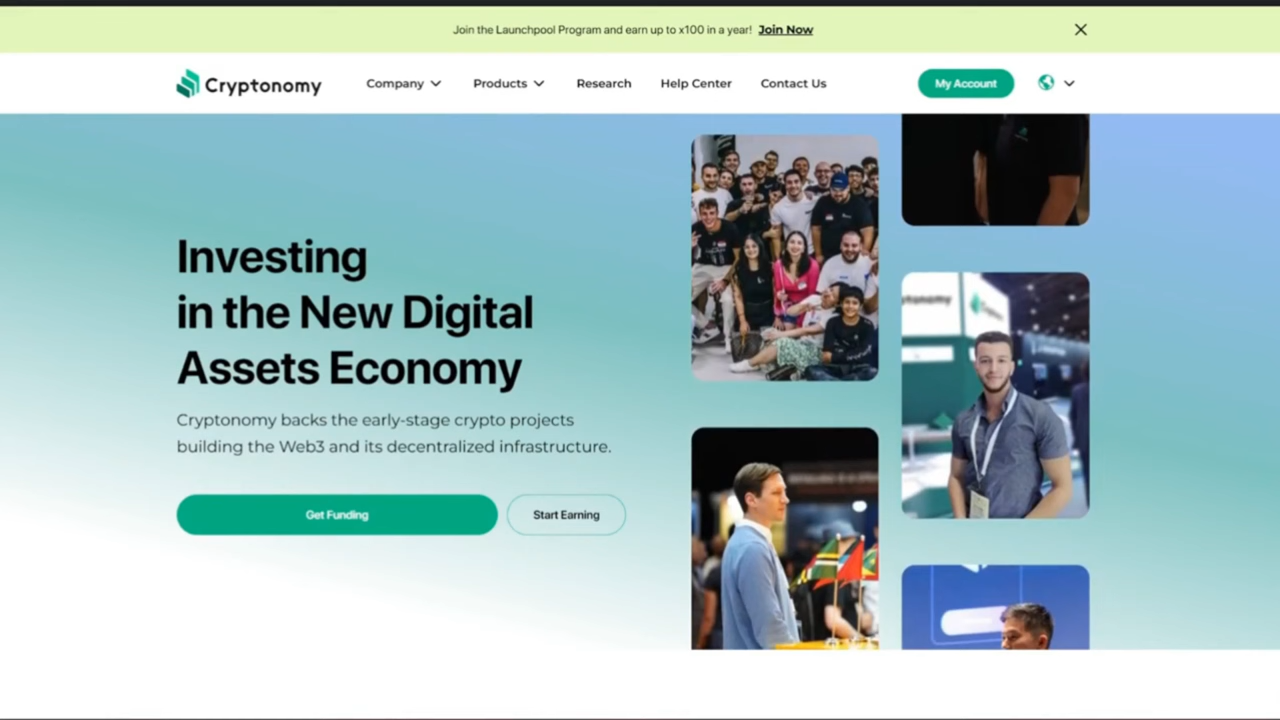 Join the Launchpool Program and earn up to x100 in a year! Join Now
Cryptonomy Company Products Research Help Center Contact Us My Account
Investing
in the New Digital
Assets Economy
Cryptonomy backs the early-stage crypto projects
building the Web3 and its decentralized infrastructure.
Get Funding Start Earning